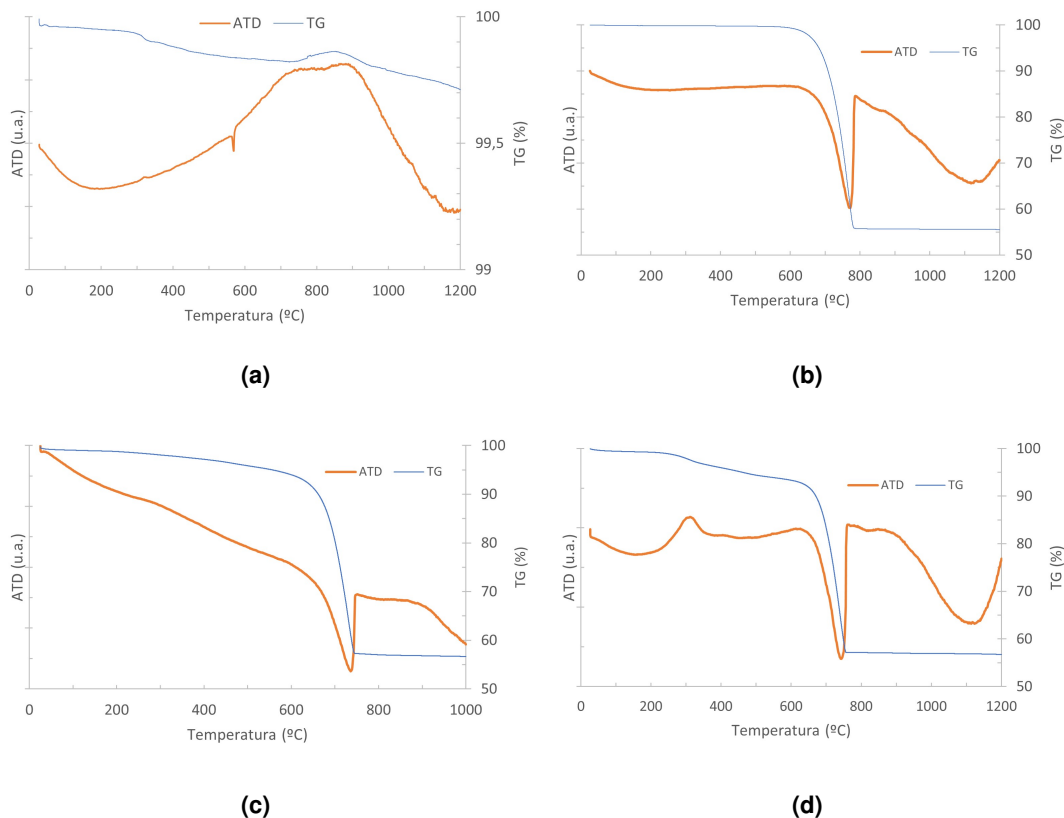 ATD TG
100
99,5
99
ATD (u.a.)
TG (%)
0 200 400 600 800 1000 1200
Temperatura (ºC)
(a)
ATD TG
100
90
80
70
60
50
ATD (u.a.)
TG (%)
0 200 400 600 800 1000 1200
Temperatura (ºC)
(b)
ATD TG
100
90
80
70
60
50
ATD (u.a.)
TG (%)
0 200 400 600 800 1000
Temperatura (ºC)
(c)
ATD TG
100
90
80
70
60
50
ATD (u.a.)
TG (%)
0 200 400 600 800 1000 1200
Temperatura (ºC)
(d)